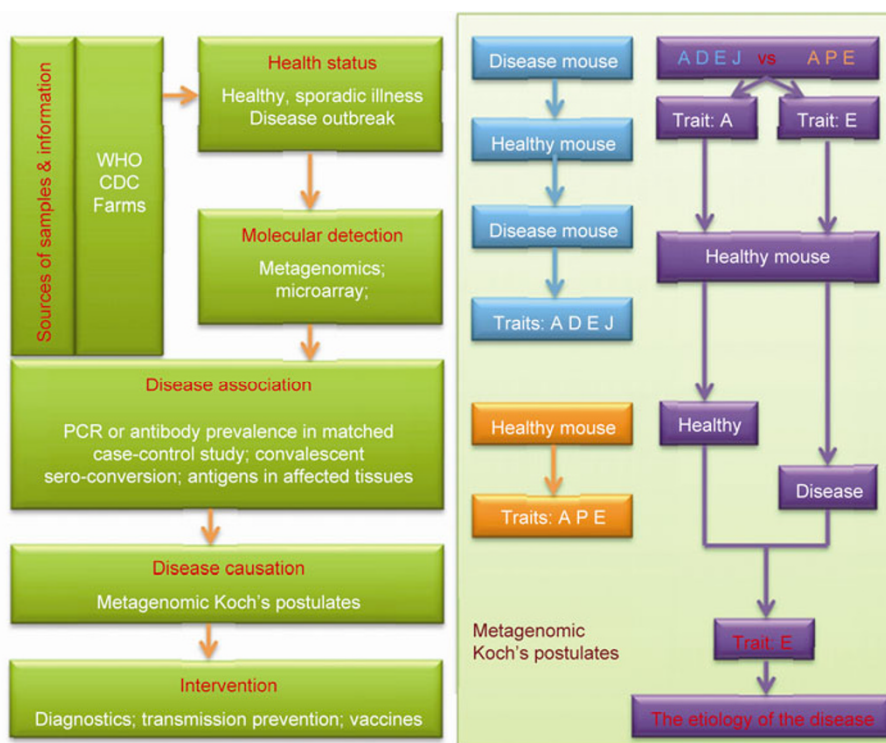 Sources of samples & information
WHO
CDC
Farms
Health status
Healthy, sporadic illness
Disease outbreak
Molecular detection
Metagenomics;
microarray;
Disease association
PCR or antibody prevalence in matched
case-control study; convalescent
sero-conversion; antigens in affected tissues
Disease causation
Metagenomic Koch's postulates
Intervention
Diagnostics; transmission prevention; vaccines
Disease mouse
Healthy mouse
Disease mouse
Traits: A D E J
Healthy mouse
Traits: A P E
Metagenomic
Koch's postulates
A D E J vs A P E
Trait: A
Trait: E
Healthy mouse
Healthy
Disease
Trait: E
The etiology of the disease